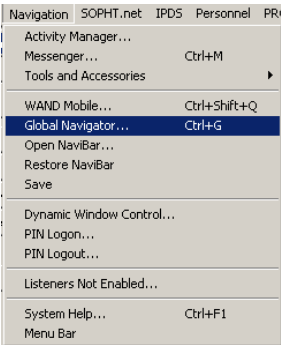 Navigation SOPHT.net IPDS Personnel
Activity Manager...
Messenger... Ctrl+M
Tools and Accessories
WAND Mobile... Ctrl+Shift+Q
Global Navigator... Ctrl+G
Open NaviBar...
Restore NaviBar
Save
Dynamic Window Control...
PIN Logon...
PIN Logout...
Listeners Not Enabled...
System Help... Ctrl+F1
Menu Bar